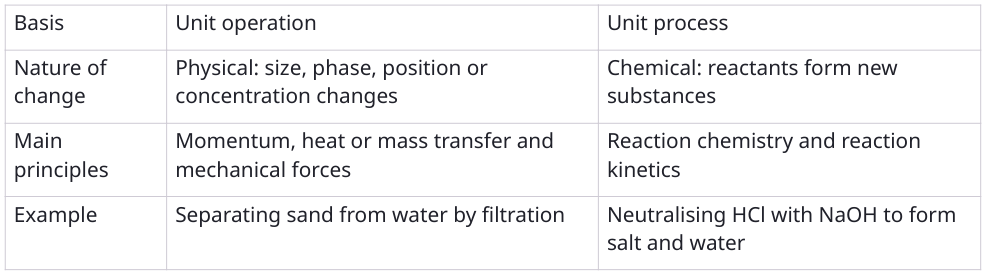 Basis
Unit operation
Unit process
Nature of
change
Physical: size, phase, position or
concentration changes
Chemical: reactants form new
substances
Main
principles
Momentum, heat or mass transfer and
mechanical forces
Reaction chemistry and reaction
kinetics
Example
Separating sand from water by filtration
Neutralising HCl with NaOH to form
salt and water